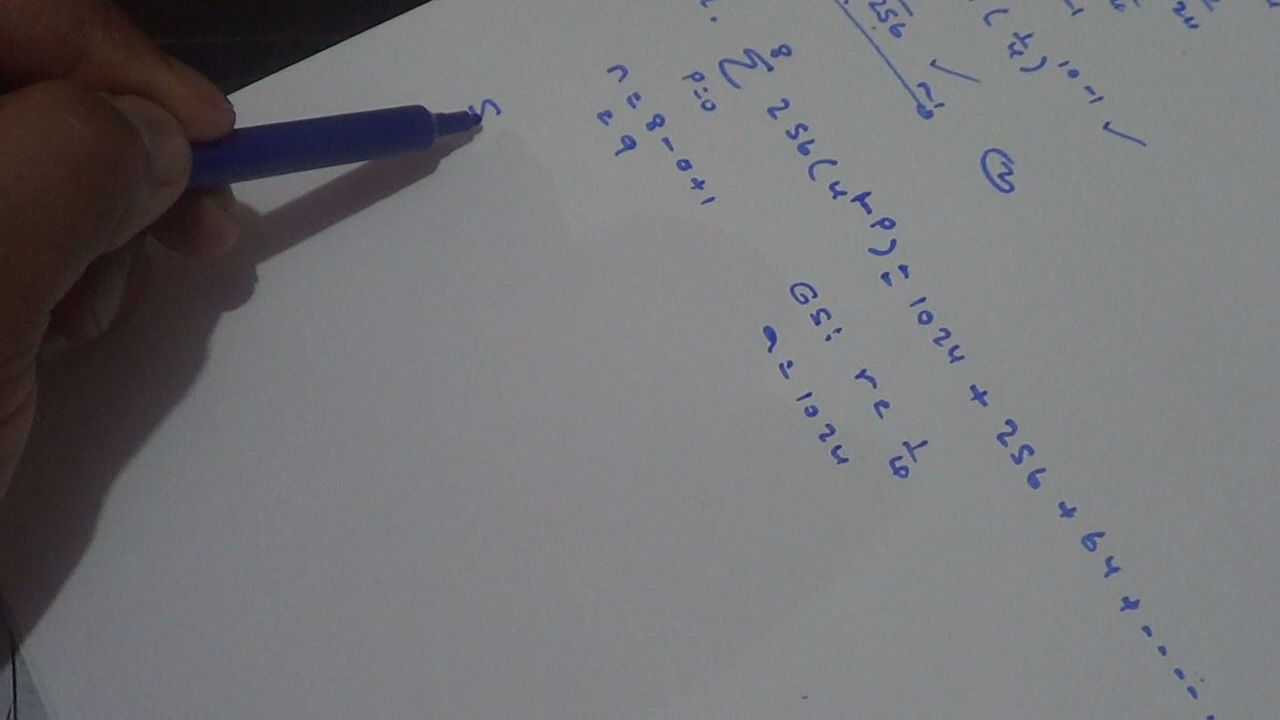 256 ✓
(1/4)^10-1 ✓
(3)
8
Σ 256(4^1-p) = 1024 + 256 + 64 + .....
p=0
GS: r = 1/4
a = 1024
n = 8 - 0 + 1
= 9
S